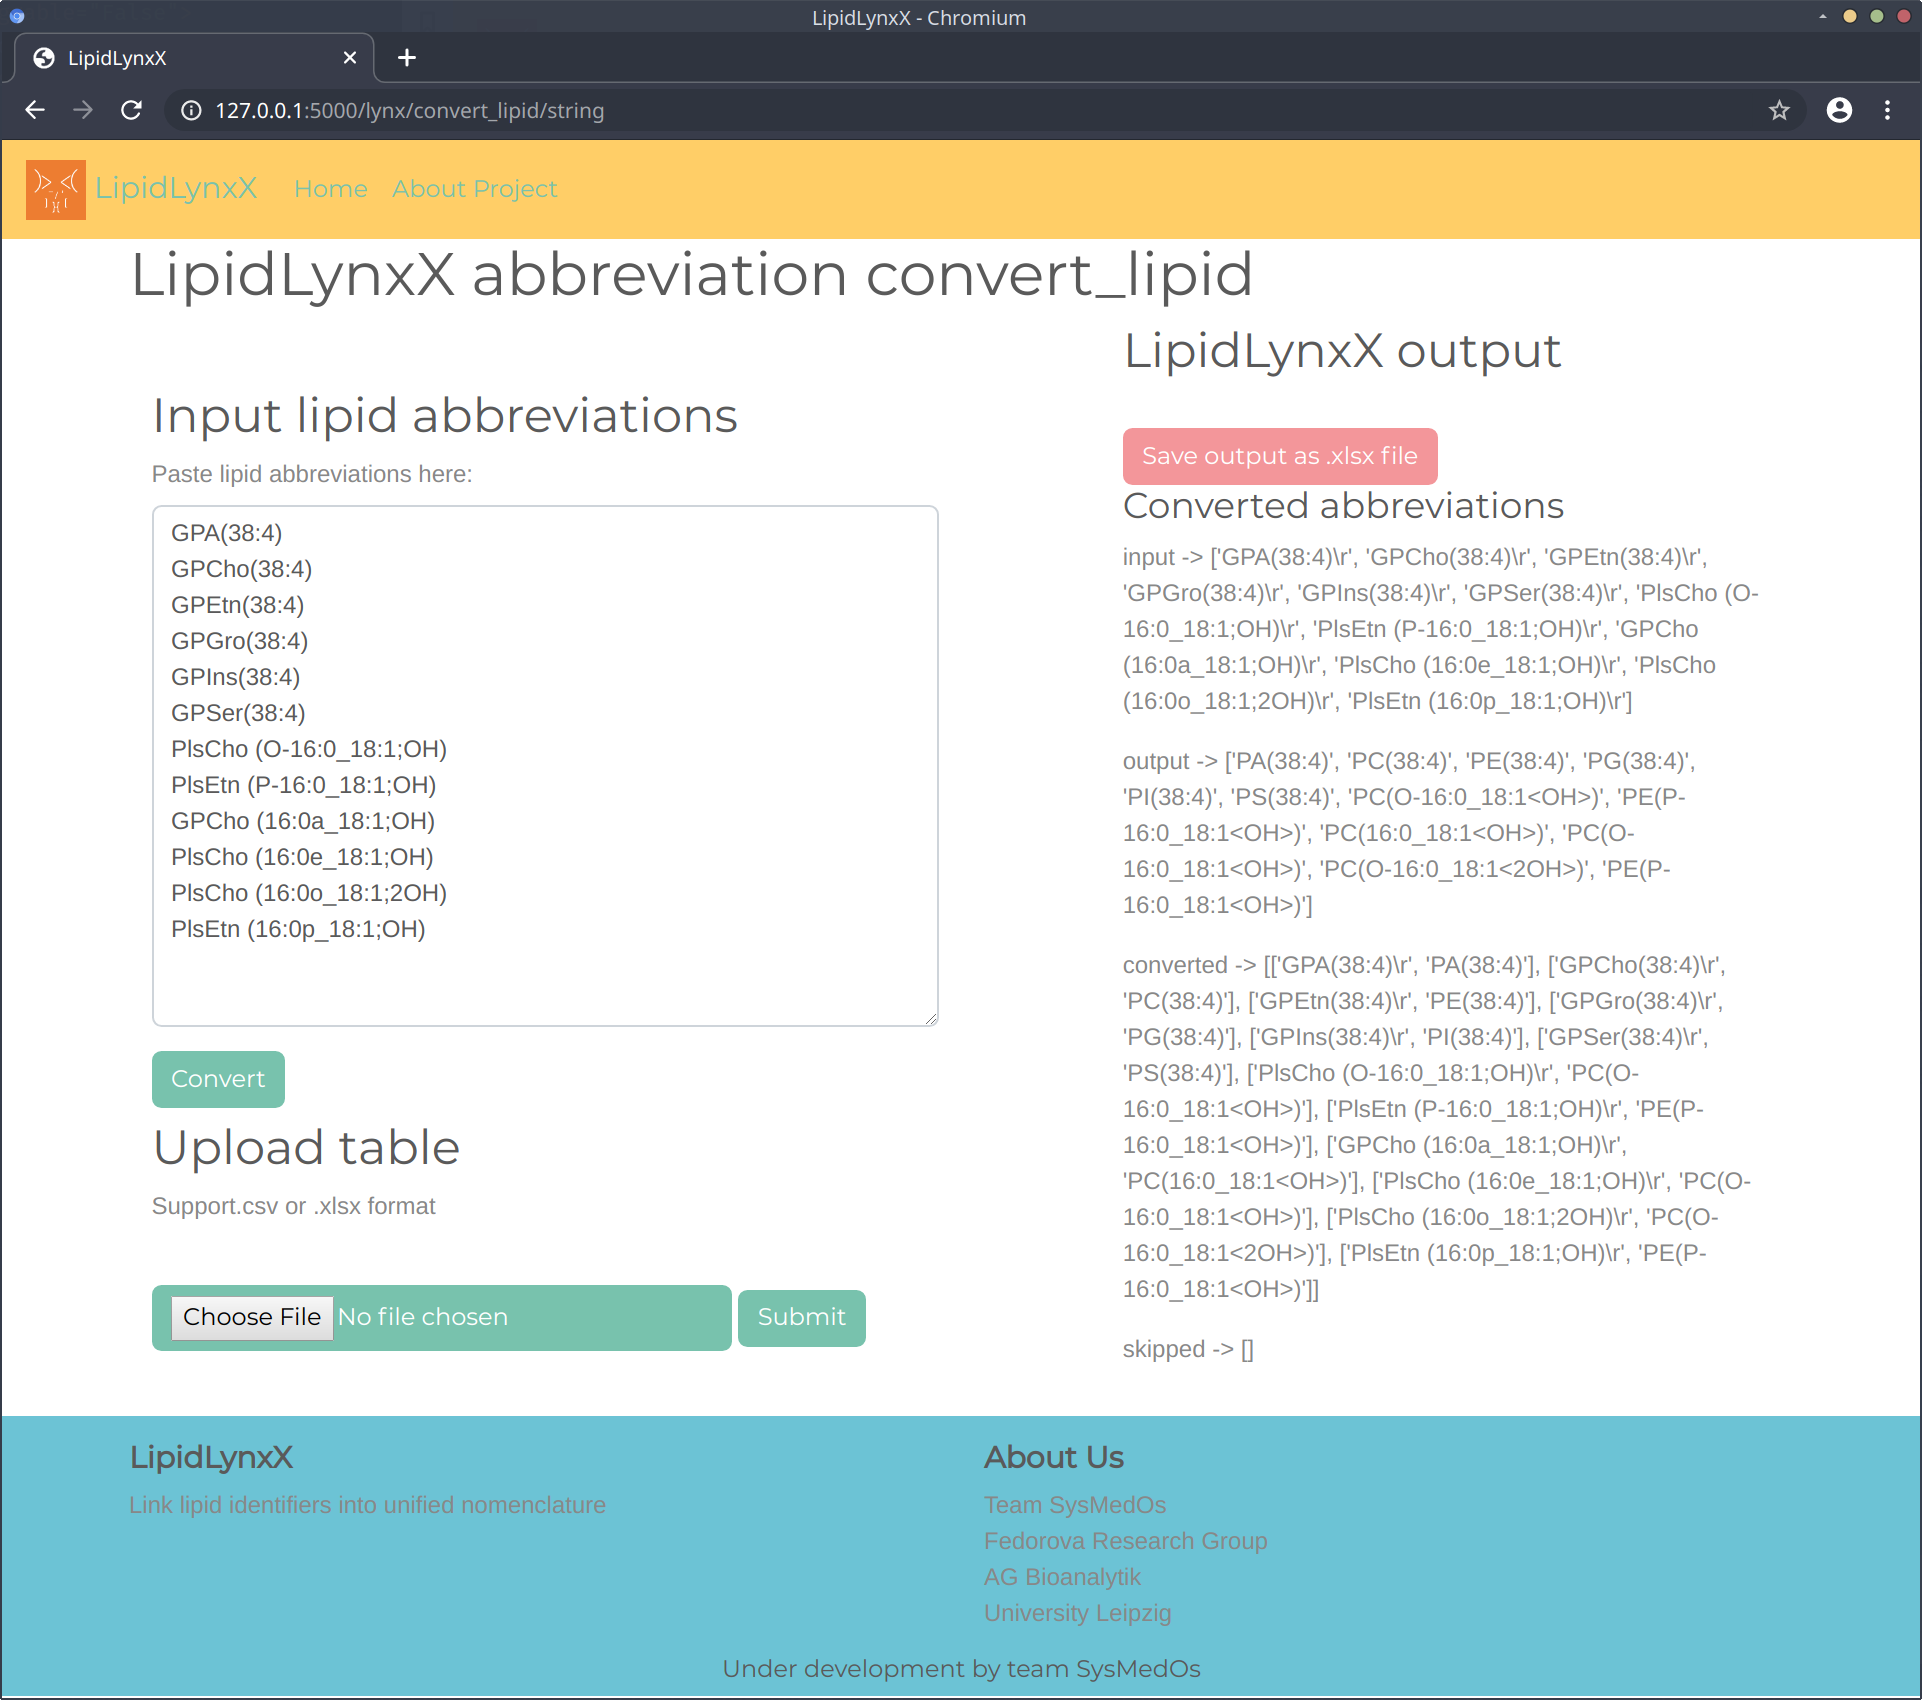 LipidLynxX - Chromium
LipidLynxX
127.0.0.1:5000/lynx/convert_lipid/string
LipidLynxX Home About Project
LipidLynxX abbreviation convert_lipid
Input lipid abbreviations
Paste lipid abbreviations here:
GPA(38:4)
GPCho(38:4)
GPEtn(38:4)
GPGro(38:4)
GPIns(38:4)
GPSer(38:4)
PlsCho (O-16:0_18:1;OH)
PlsEtn (P-16:0_18:1;OH)
GPCho (16:0a_18:1;OH)
PlsCho (16:0e_18:1;OH)
PlsCho (16:0o_18:1;2OH)
PlsEtn (16:0p_18:1;OH)
Convert
Upload table
Support.csv or .xlsx format
Choose File No file chosen Submit
LipidLynxX output
Save output as .xlsx file
Converted abbreviations
input -> ['GPA(38:4)\r', 'GPCho(38:4)\r', 'GPEtn(38:4)\r',
'GPGro(38:4)\r', 'GPIns(38:4)\r', 'GPSer(38:4)\r', 'PlsCho (O-
16:0_18:1;OH)\r', 'PlsEtn (P-16:0_18:1;OH)\r', 'GPCho
(16:0a_18:1;OH)\r', 'PlsCho (16:0e_18:1;OH)\r', 'PlsCho
(16:0o_18:1;2OH)\r', 'PlsEtn (16:0p_18:1;OH)\r']
output -> ['PA(38:4)', 'PC(38:4)', 'PE(38:4)', 'PG(38:4)',
'PI(38:4)', 'PS(38:4)', 'PC(O-16:0_18:1<OH>)', 'PE(P-
16:0_18:1<OH>)', 'PC(16:0_18:1<OH>)', 'PC(O-
16:0_18:1<OH>)', 'PC(O-16:0_18:1<2OH>)', 'PE(P-
16:0_18:1<OH>)']
converted -> [['GPA(38:4)\r', 'PA(38:4)'], ['GPCho(38:4)\r',
'PC(38:4)'], ['GPEtn(38:4)\r', 'PE(38:4)'], ['GPGro(38:4)\r',
'PG(38:4)'], ['GPIns(38:4)\r', 'PI(38:4)'], ['GPSer(38:4)\r',
'PS(38:4)'], ['PlsCho (O-16:0_18:1;OH)\r', 'PC(O-
16:0_18:1<OH>)'], ['PlsEtn (P-16:0_18:1;OH)\r', 'PE(P-
16:0_18:1<OH>)'], ['GPCho (16:0a_18:1;OH)\r',
'PC(16:0_18:1<OH>)'], ['PlsCho (16:0e_18:1;OH)\r', 'PC(O-
16:0_18:1<OH>)'], ['PlsCho (16:0o_18:1;2OH)\r', 'PC(O-
16:0_18:1<2OH>)'], ['PlsEtn (16:0p_18:1;OH)\r', 'PE(P-
16:0_18:1<OH>)']]
skipped -> []
LipidLynxX
Link lipid identifiers into unified nomenclature
About Us
Team SysMedOs
Fedorova Research Group
AG Bioanalytik
University Leipzig
Under development by team SysMedOs